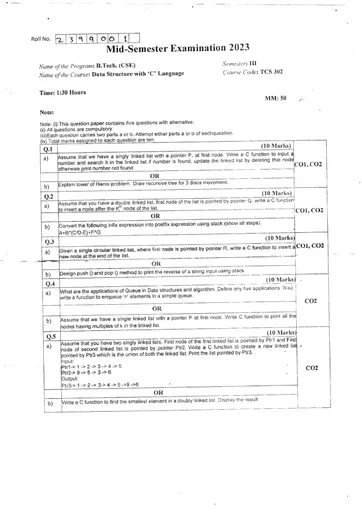 Roll No. 2 3 9 9 0 0 1
Mid-Semester Examination 2023
Name of the Program: B.Tech. (CSE) Semester: III
Name of the Course: Data Structure with 'C' Language Course Code: TCS 302
Time: 1:30 Hours
MM: 50
Note:
Note: (i) This question paper contains five questions with alternative.
(ii) All questions are compulsory
(iii) Each question carries two parts a or b. Attempt either parts a or b of each question.
(iv) Total marks assigned to each question are ten.
Q.1 (10 Marks)
a) Assume that we have a singly linked list with a pointer P, at first node. Write a C function to input a
number and search it in the linked list if number is found, update the linked list by deleting that node CO1, CO2
otherwise print number not found
OR
b) Explain tower of Hanoi problem. Draw recursive tree for 3 discs movement.
Q.2 (10 Marks)
a) Assume that you have a double linked list, first node of the list is pointed by pointer Q, write a C function
to insert a node after the Kth node of the list. CO1, CO2
OR
b) Convert the following infix expression into postfix expression using stack (show all steps).
A+B*(C/D-E)+F^G
Q.3 (10 Marks)
a) Given a single circular linked list, where first node is pointed by pointer R, write a C function to insert a CO1, CO2
new node at the end of the list.
OR
b) Design push () and pop () method to print the reverse of a string input using stack.
Q.4 (10 Marks)
a) What are the applications of Queue in Data structures and algorithm. Define any five applications. Also
write a function to enqueue 'n' elements in a simple queue. CO2
OR
b) Assume that we have a single linked list with a pointer P at first node. Write C function to print all the
nodes having multiples of k in the linked list.
Q.5 (10 Marks)
a) Assume that you have two singly linked lists. First node of the first linked list is pointed by Ptr1 and First
node of second linked list is pointed by pointer Ptr2. Write a C function to create a new linked list
pointed by Ptr3 which is the union of both the linked list. Print the list pointed by Ptr3.
Input:
Ptr1-> 1 -> 2 -> 3 -> 4 -> 5 CO2
Output:
OR
b) Write a C function to find the smallest element in a doubly linked list. Display the result